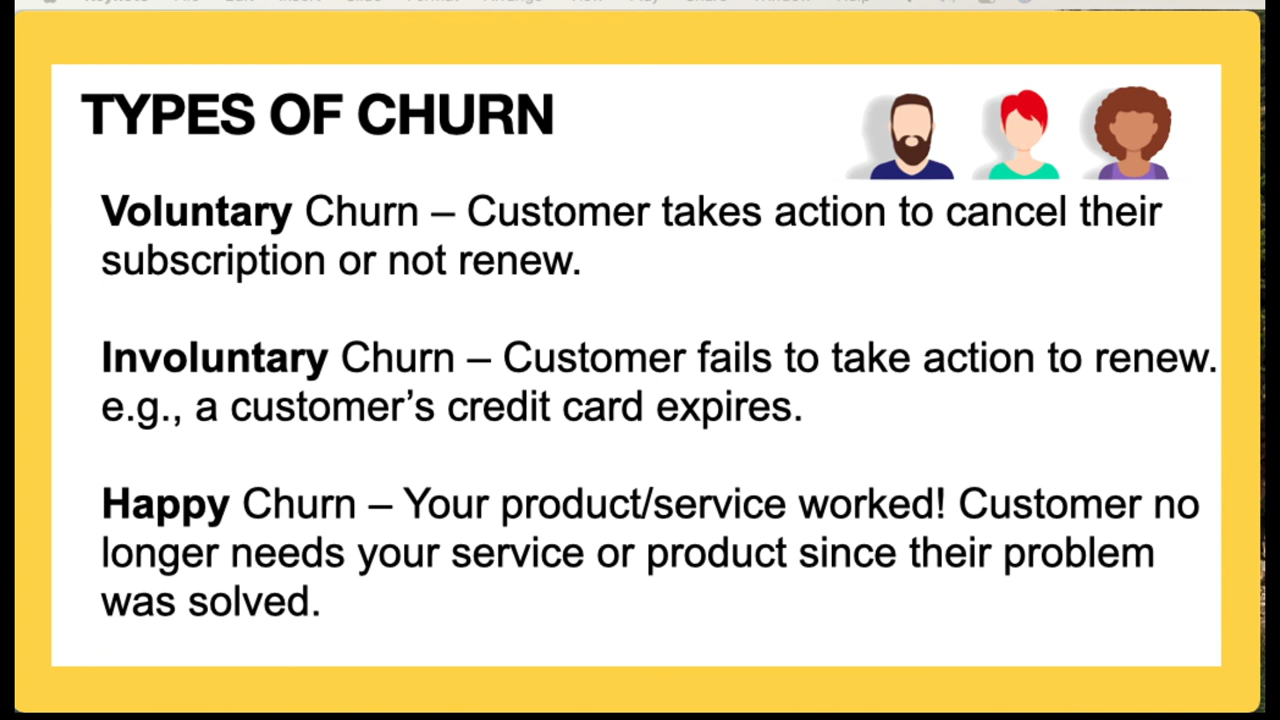 TYPES OF CHURN
Voluntary Churn – Customer takes action to cancel their
subscription or not renew.
Involuntary Churn – Customer fails to take action to renew.
e.g., a customer’s credit card expires.
Happy Churn – Your product/service worked! Customer no
longer needs your service or product since their problem
was solved.